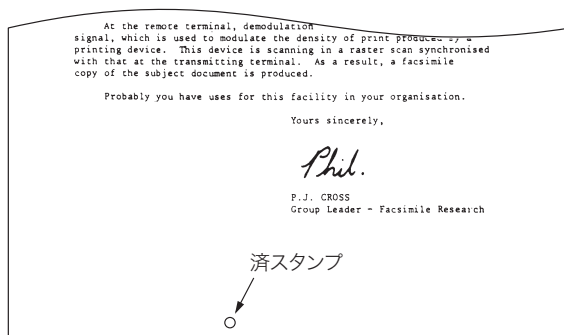 At the remote terminal, demodulation
signal, which is used to modulate the density of print produced by a
printing device. This device is scanning in a raster scan synchronised
with that at the transmitting terminal. As a result, a facsimile
copy of the subject document is produced.
Probably you have uses for this facility in your organisation.
Yours sincerely,
Phil.
P.J. CROSS
Group Leader - Facsimile Research
済スタンプ